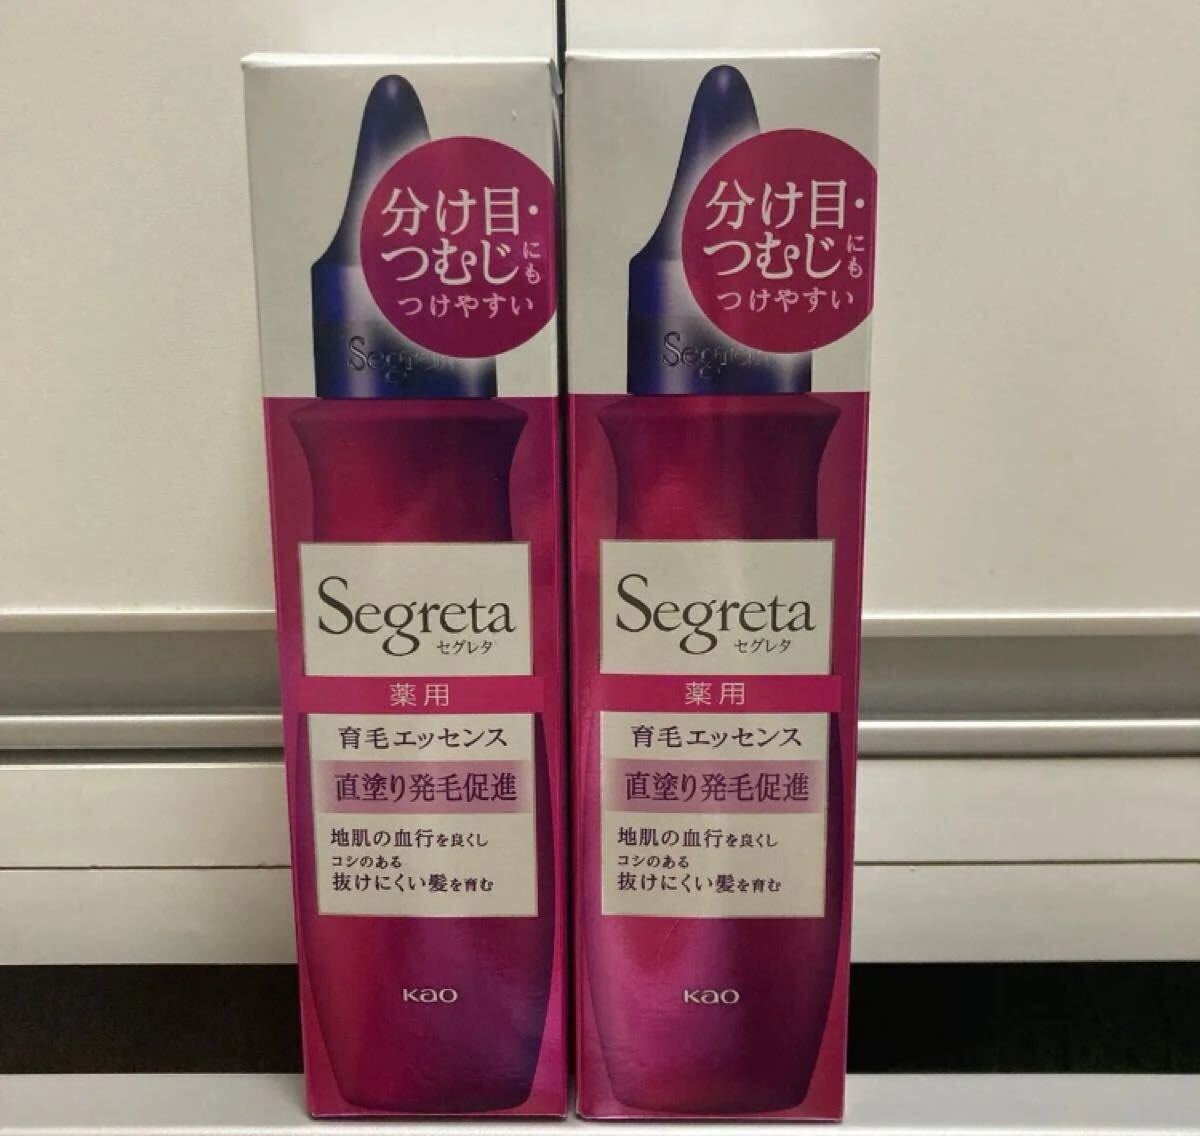 分け目・
つむじにも
つけやすい
Segreta
Segreta
セグレタ
薬用
育毛エッセンス
直塗り発毛促進
地肌の血行を良くし
コシのある
抜けにくい髪を育む
Kao
分け目・
つむじにも
つけやすい
Segreta
Segreta
セグレタ
薬用
育毛エッセンス
直塗り発毛促進
地肌の血行を良くし
コシのある
抜けにくい髪を育む
Kao